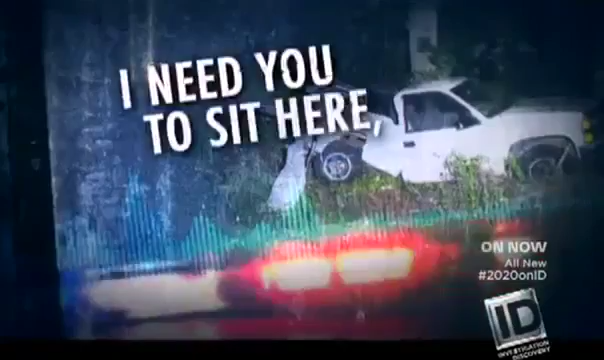 I NEED YOU
TO SIT HERE,
ON NOW
All New
#2020onID
ID
INVESTIGATION
DISCOVERY